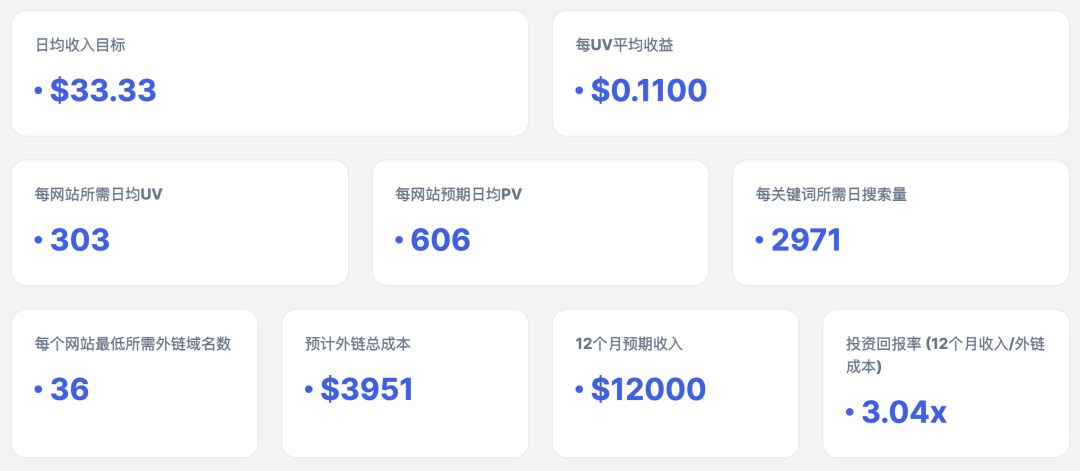 日均收入目标
每UV平均收益
• $33.33
• $0.1100
每网站所需日均UV
每网站预期日均PV
每关键词所需日搜索量
• 303
• 606
• 2971
每个网站最低所需外链域名数
预计外链总成本
12个月预期收入
投资回报率 (12个月收入/外链
成本)
• 36
• $3951
• $12000
• 3.04x